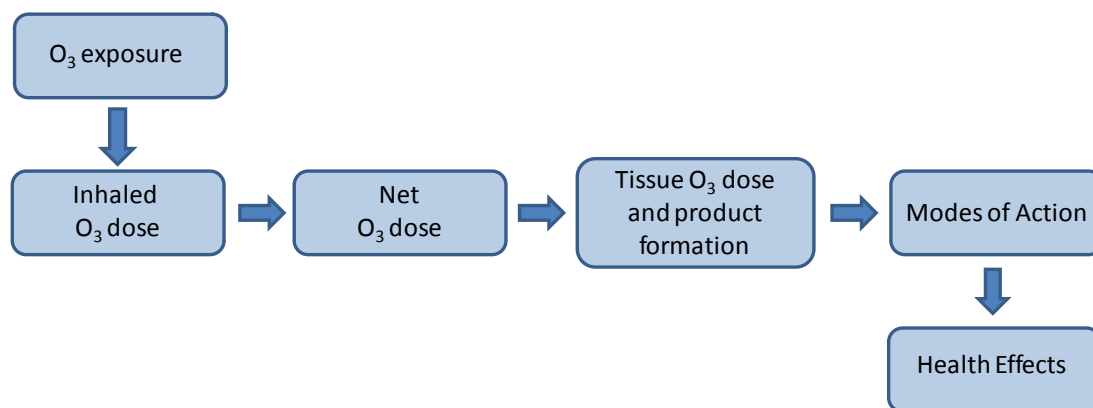 O₃ exposure
Inhaled
O₃ dose
Net
O₃ dose
Tissue O₃ dose
and product
formation
Modes of Action
Health Effects